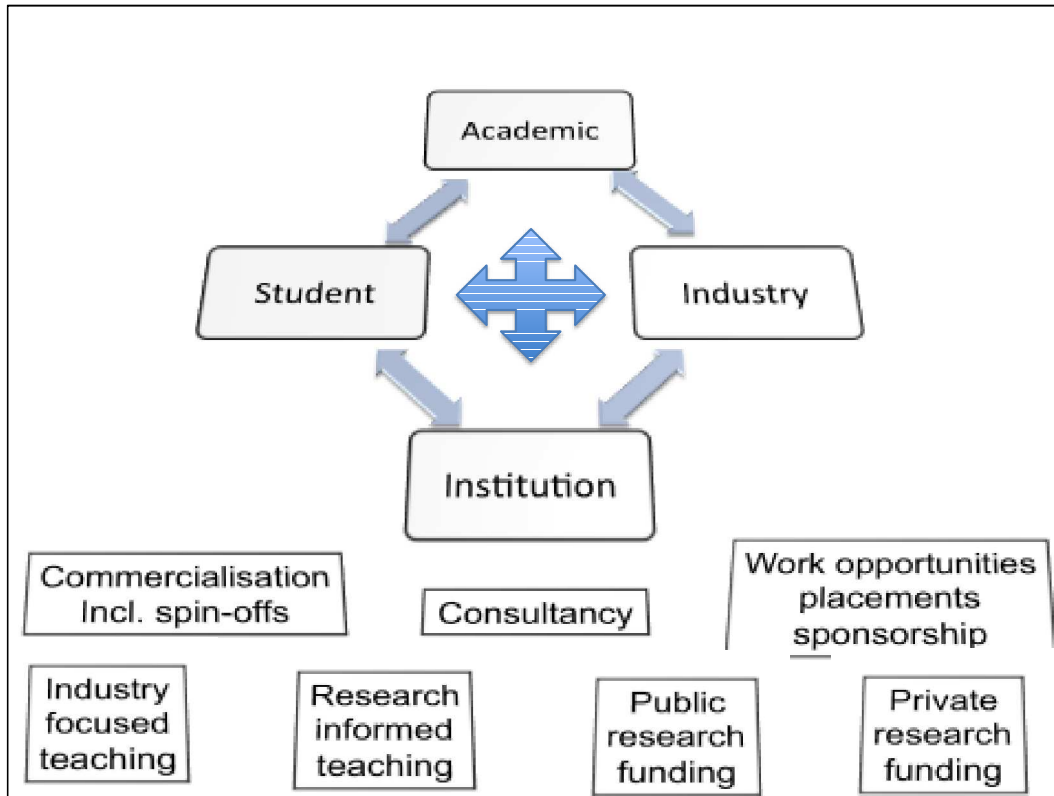 Academic
Student
Industry
Institution
Commercialisation
Incl. spin-offs
Consultancy
Work opportunities
placements
sponsorship
Industry
focused
teaching
Research
informed
teaching
Public
research
funding
Private
research
funding